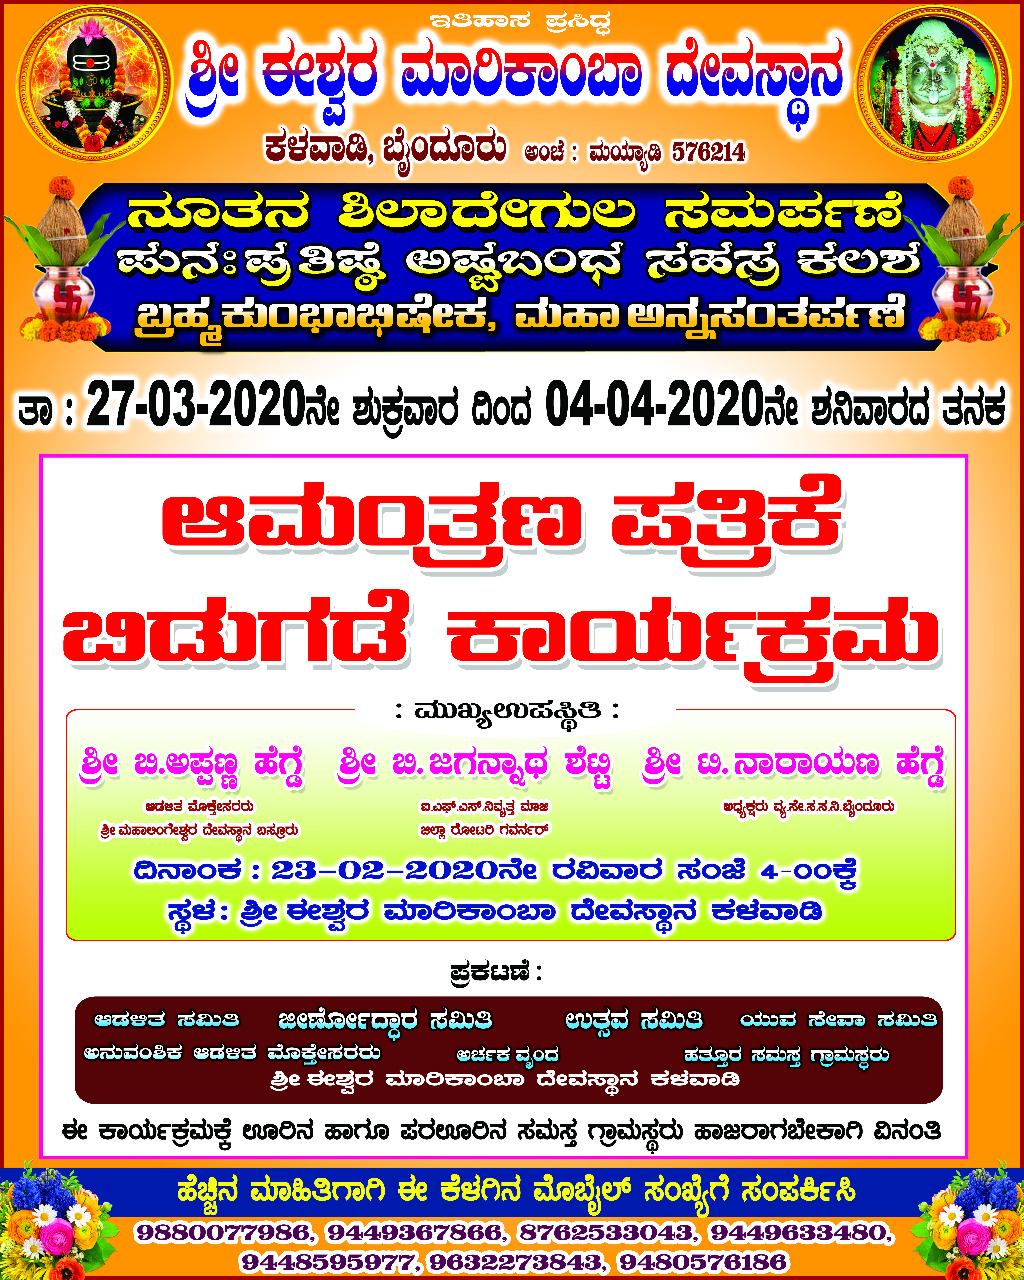 ಇತಿಹಾಸ ಪ್ರಸಿದ್ಧ
ಶ್ರೀ ಈಶ್ವರ ಮಾರಿಕಾಂಬಾ ದೇವಸ್ಥಾನ
ಕಳವಾಡಿ, ಬೈಂದೂರು ಅಂಚೆ : ಮಯ್ಯಾಡಿ 576214
ನೂತನ ಶಿಲಾದೇಗುಲ ಸಮರ್ಪಣೆ
ಪುನಃಪ್ರತಿಷ್ಠೆ ಅಷ್ಟಬಂಧ ಸಹಸ್ರ ಕಲಶ
ಬ್ರಹ್ಮಕುಂಭಾಭಿಷೇಕ, ಮಹಾ ಅನ್ನಸಂತರ್ಪಣೆ
ತಾ : 27-03-2020ನೇ ಶುಕ್ರವಾರ ದಿಂದ 04-04-2020ನೇ ಶನಿವಾರದ ತನಕ
ಆಮಂತ್ರಣ ಪತ್ರಿಕೆ
ಬಿಡುಗಡೆ ಕಾರ್ಯಕ್ರಮ
: ಮುಖ್ಯಉಪಸ್ಥಿತಿ :
ಶ್ರೀ ಬಿ.ಅಪ್ಪಣ್ಣ ಹೆಗ್ಡೆ ಶ್ರೀ ಬಿ.ಜಗನ್ನಾಥ ಶೆಟ್ಟಿ ಶ್ರೀ ಟಿ. ನಾರಾಯಣ ಹೆಗ್ಡೆ
ಆಡಳಿತ ಮೊಕ್ತೇಸರರು ಐ.ಎಫ್.ಎಸ್.ನಿವೃತ್ತ ಮಾಜಿ ಅಧ್ಯಕ್ಷರು ವ್ಯ.ಸೇ.ಸ.ಸ.ನಿ.ಬೈಂದೂರು
ಶ್ರೀ ಮಹಾಲಿಂಗೇಶ್ವರ ದೇವಸ್ಥಾನ ಬಸ್ರೂರು ಜಿಲ್ಲಾ ರೋಟರಿ ಗವರ್ನರ್
ದಿನಾಂಕ : 23-02-2020ನೇ ರವಿವಾರ ಸಂಜೆ 4-00ಕ್ಕೆ
ಸ್ಥಳ: ಶ್ರೀ ಈಶ್ವರ ಮಾರಿಕಾಂಬಾ ದೇವಸ್ಥಾನ ಕಳವಾಡಿ
ಪ್ರಕಟಣೆ :
ಆಡಳಿತ ಸಮಿತಿ ಜೀರ್ಣೋದ್ಧಾರ ಸಮಿತಿ ಉತ್ಸವ ಸಮಿತಿ ಯುವ ಸೇವಾ ಸಮಿತಿ
ಅನುವಂಶಿಕ ಆಡಳಿತ ಮೊಕ್ತೇಸರರು ಅರ್ಚಕ ವೃಂದ ಹತ್ತೂರ ಸಮಸ್ತ ಗ್ರಾಮಸ್ಥರು
ಶ್ರೀ ಈಶ್ವರ ಮಾರಿಕಾಂಬಾ ದೇವಸ್ಥಾನ ಕಳವಾಡಿ
ಈ ಕಾರ್ಯಕ್ರಮಕ್ಕೆ ಊರಿನ ಹಾಗೂ ಪರಊರಿನ ಸಮಸ್ತ ಗ್ರಾಮಸ್ಥರು ಹಾಜರಾಗಬೇಕಾಗಿ ವಿನಂತಿ
ಹೆಚ್ಚಿನ ಮಾಹಿತಿಗಾಗಿ ಈ ಕೆಳಗಿನ ಮೊಬೈಲ್ ಸಂಖ್ಯೆಗೆ ಸಂಪರ್ಕಿಸಿ
9880077986, 9449367866, 8762533043, 9449633480,
9448595977, 9632273843, 9480576186